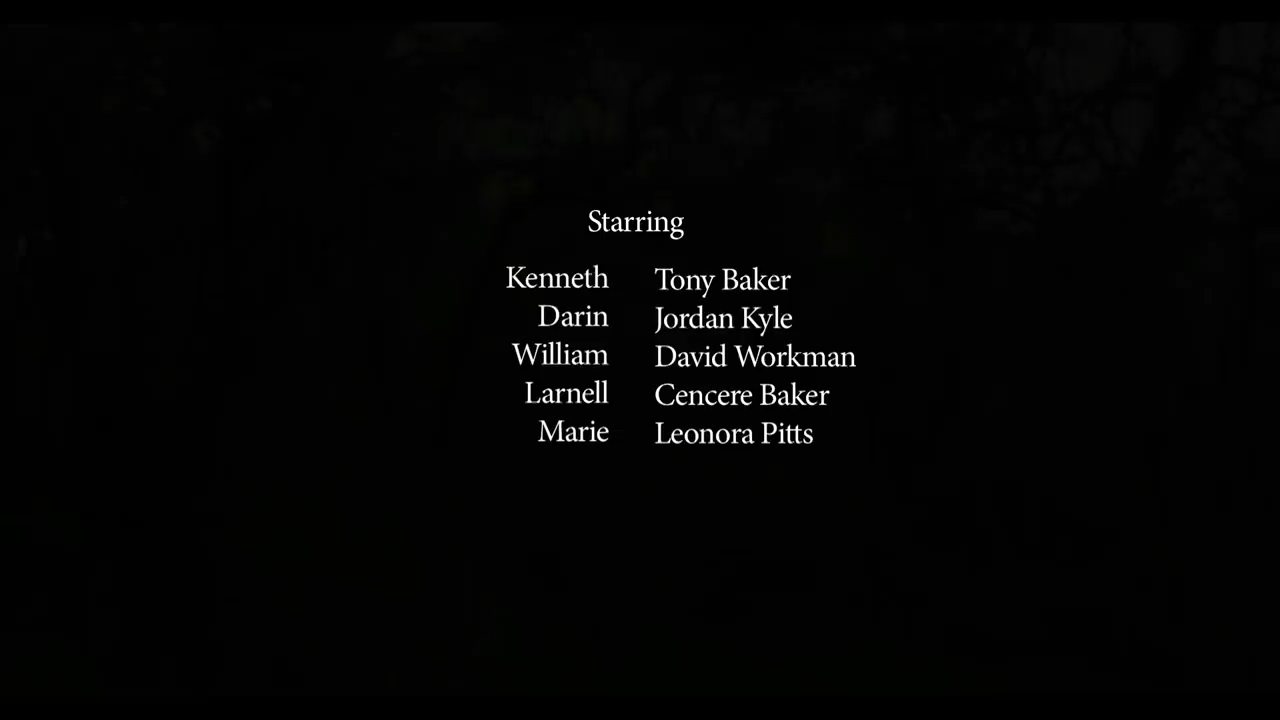 Starring
Kenneth Tony Baker
Darin Jordan Kyle
William David Workman
Larnell Cencere Baker
Marie Leonora Pitts